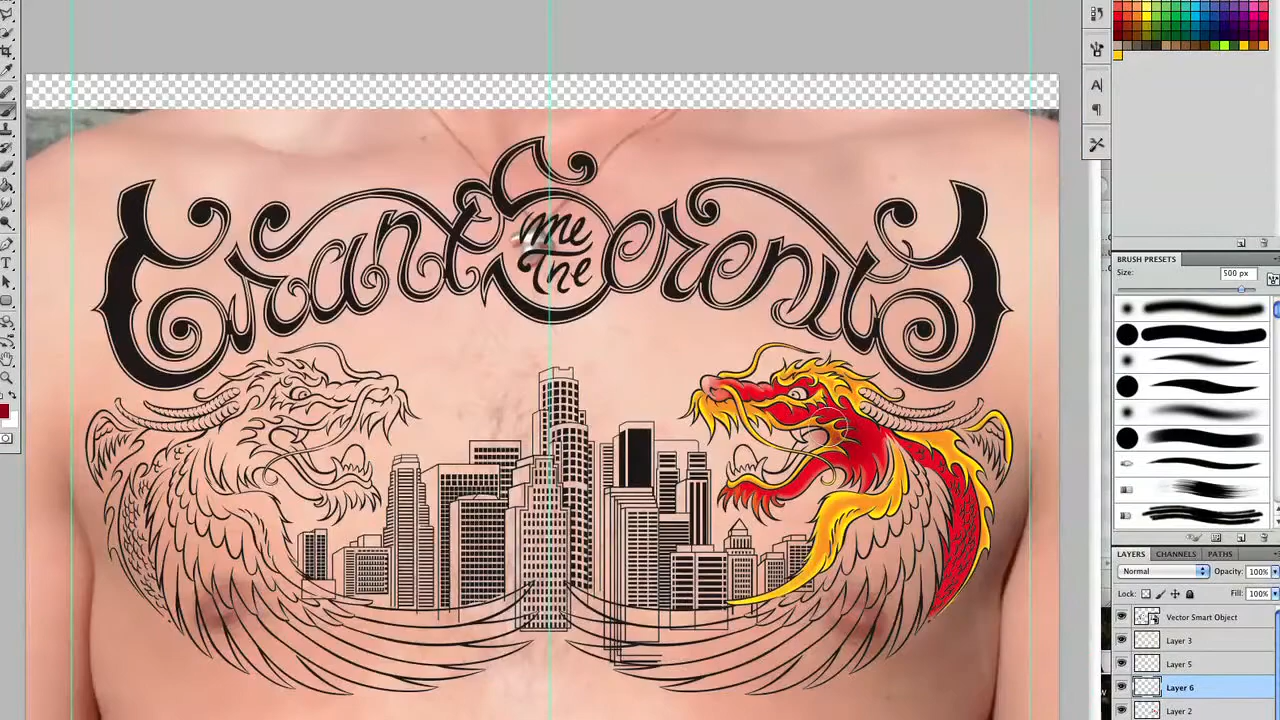 Grant me The Serenity
BRUSH PRESETS
Size: 500 px
LAYERS CHANNELS PATHS
Normal Opacity: 100%
Lock: Fill: 100%
Vector Smart Object
Layer 3
Layer 5
Layer 6
Layer 2